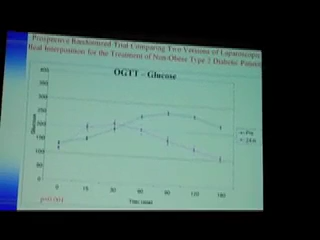 Prospective Randomized Trial Comparing Two Versions of Laparoscopic
Ileal Interposition for the Treatment of Non-Obese Type 2 Diabetic Patients
OGTT – Glucose
400
350
300
250
200
150
100
50
0
Glucose
0
15
30
60
90
120
180
Time
Pre
p=0.004